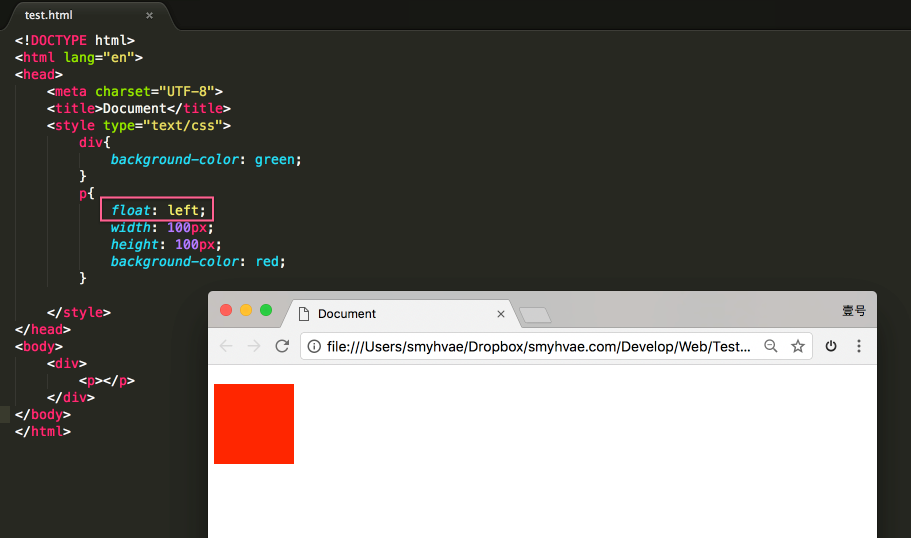 test.html
<!DOCTYPE html>
<html lang="en">
<head>
    <meta charset="UTF-8">
    <title>Document</title>
    <style type="text/css">
        div{
            background-color: green;
        }
        p{
            float: left;
            width: 100px;
            height: 100px;
            background-color: red;
        }
    </style>
</head>
<body>
    <div>
        <p></p>
    </div>
</body>
</html>
Document
壹号
file:///Users/smyhvae/Dropbox/smyhvae.com/Develop/Web/Test...